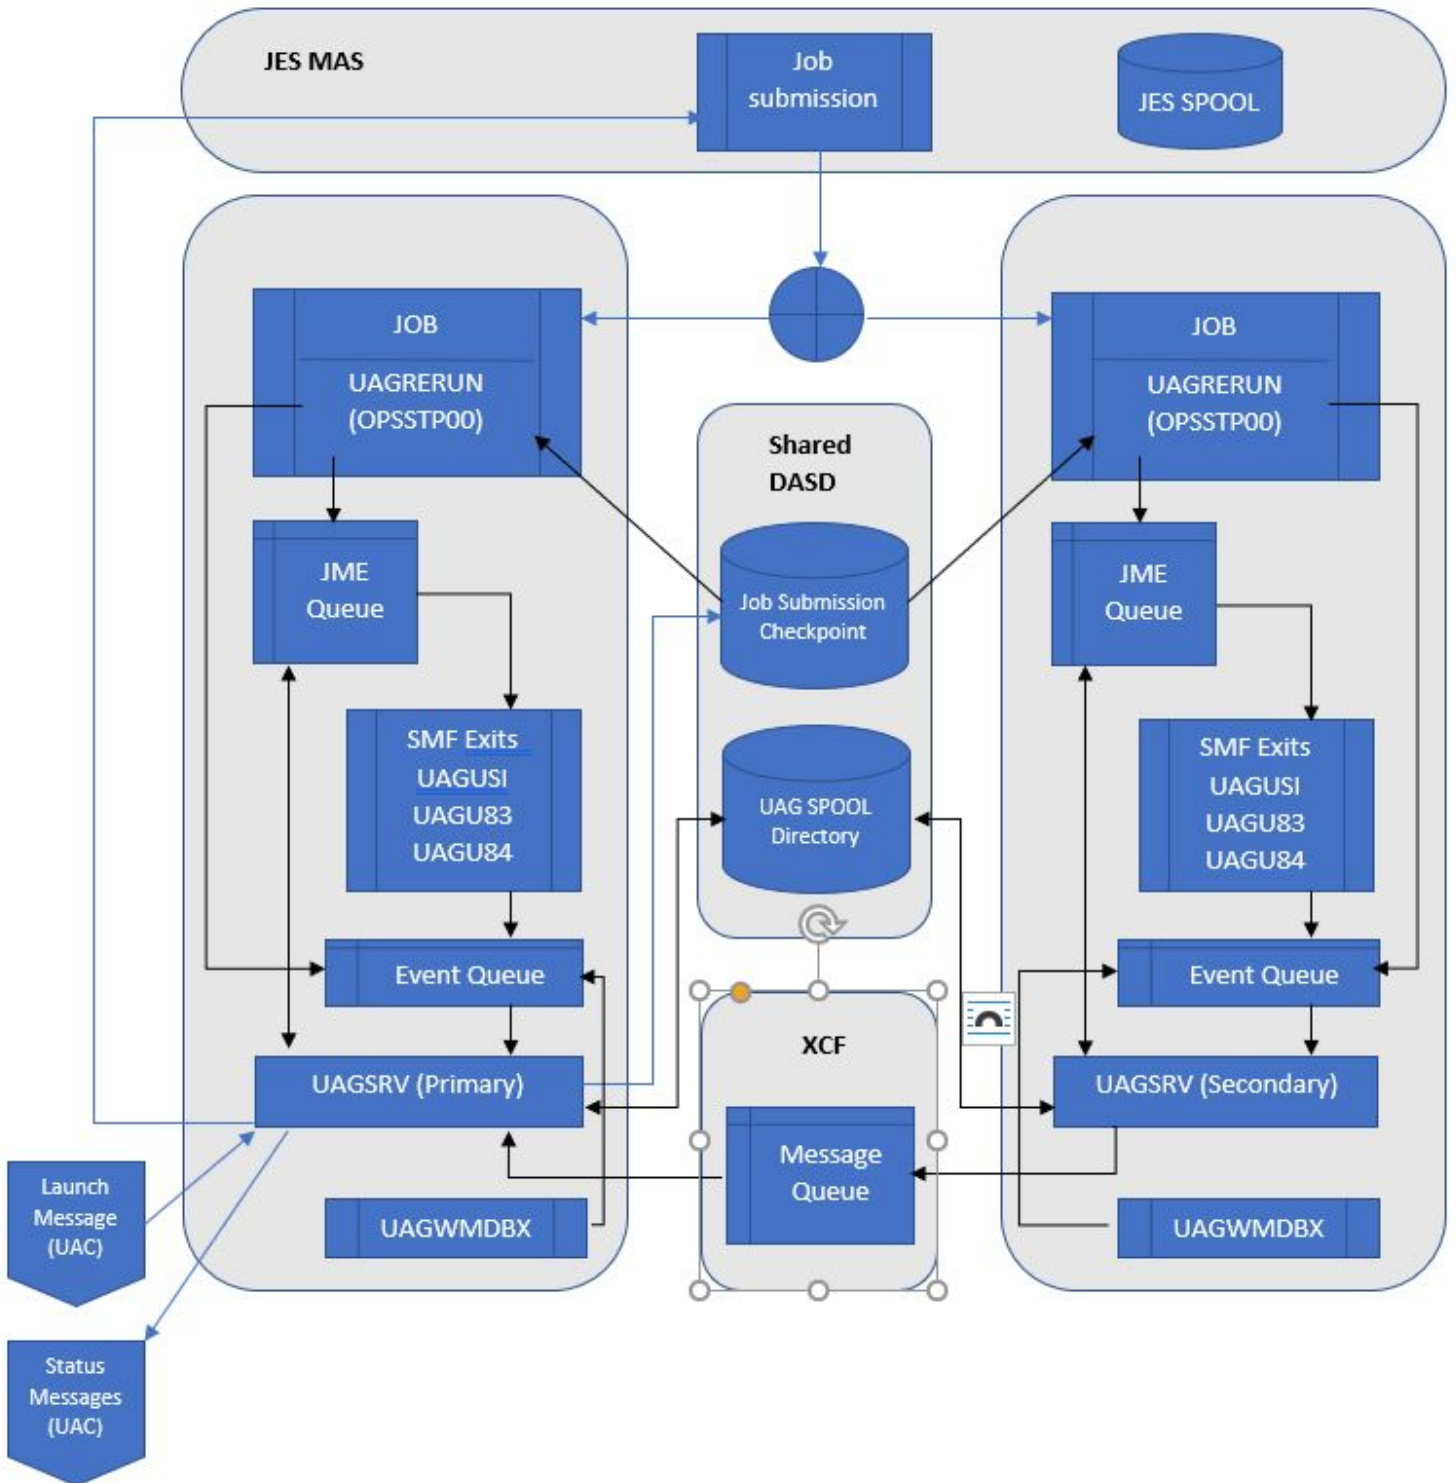 JES MAS
Job
submission
JES SPOOL
JOB
UAGRERUN
(OPSSTP00)
JME
Queue
SMF Exits
UAGUSI
UAGU83
UAGU84
Event Queue
UAGSRV (Primary)
UAGWMDBX
Shared
DASD
Job Submission
Checkpoint
UAG SPOOL
Directory
XCF
Message
Queue
JOB
UAGRERUN
(OPSSTP00)
JME
Queue
SMF Exits
UAGUSI
UAGU83
UAGU84
Event Queue
UAGSRV (Secondary)
UAGWMDBX
Launch
Message
(UAC)
Status
Messages
(UAC)